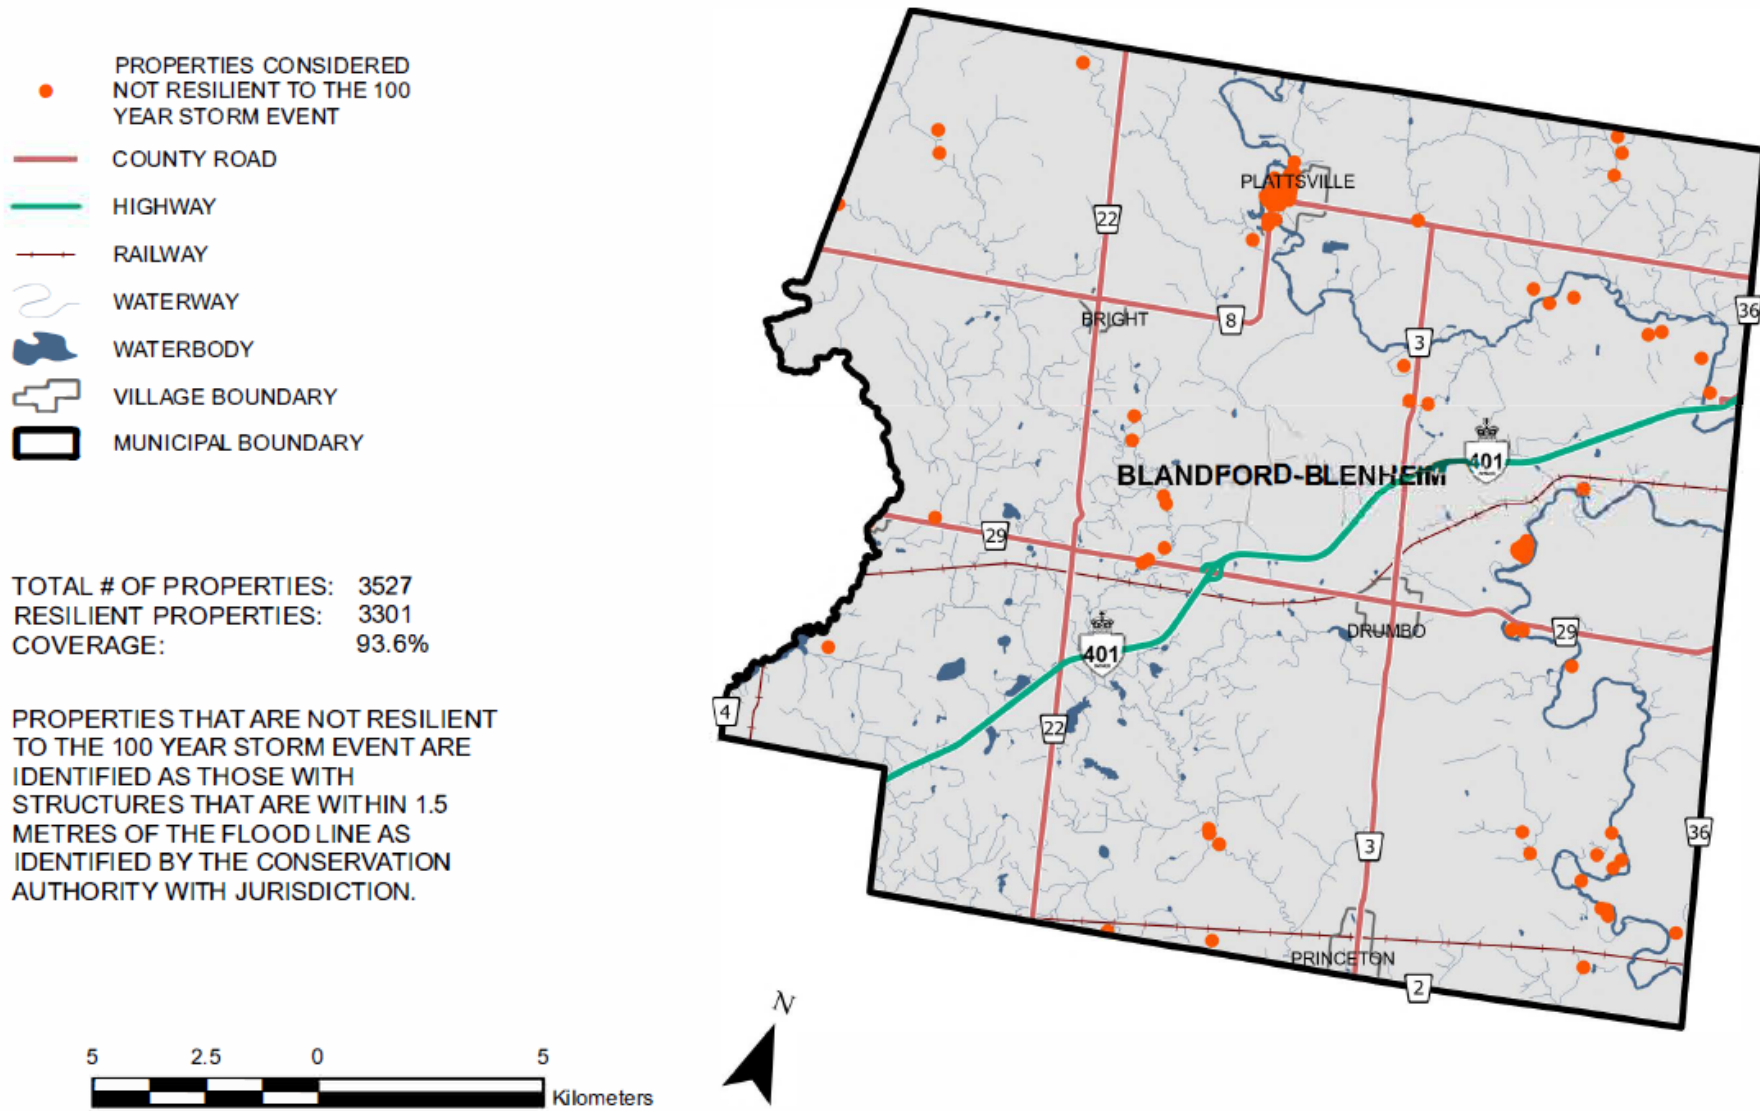 PROPERTIES CONSIDERED
NOT RESILIENT TO THE 100
YEAR STORM EVENT
COUNTY ROAD
HIGHWAY
RAILWAY
WATERWAY
WATERBODY
VILLAGE BOUNDARY
MUNICIPAL BOUNDARY
TOTAL # OF PROPERTIES: 3527
RESILIENT PROPERTIES: 3301
COVERAGE: 93.6%
PROPERTIES THAT ARE NOT RESILIENT
TO THE 100 YEAR STORM EVENT ARE
IDENTIFIED AS THOSE WITH
STRUCTURES THAT ARE WITHIN 1.5
METRES OF THE FLOOD LINE AS
IDENTIFIED BY THE CONSERVATION
AUTHORITY WITH JURISDICTION.
5 2.5 0 5
Kilometers
N
PLATTSVILLE
22
36
BRIGHT
8
3
401
BLANDFORD-BLENHEIM
29
DRUMBO
29
401
4
22
36
3
PRINCETON
2